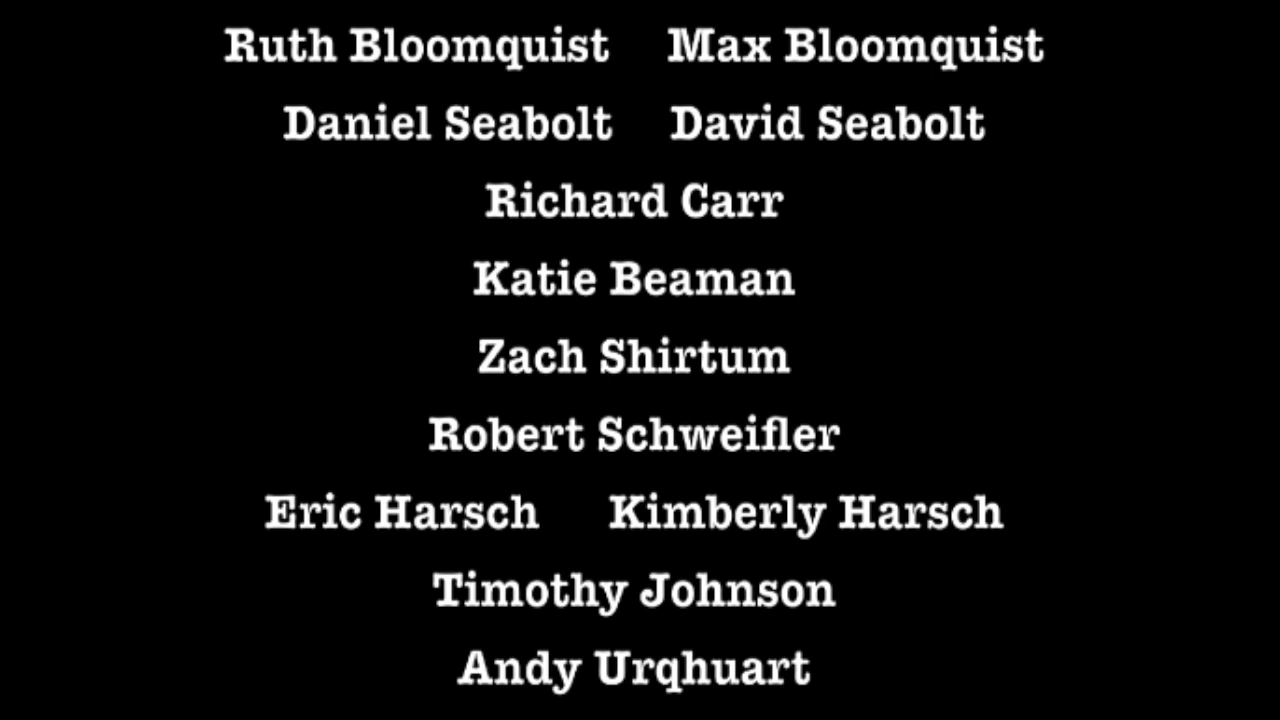 Ruth Bloomquist Max Bloomquist
Daniel Seabolt David Seabolt
Richard Carr
Katie Beaman
Zach Shirtum
Robert Schweifler
Eric Harsch Kimberly Harsch
Timothy Johnson
Andy Urqhuart